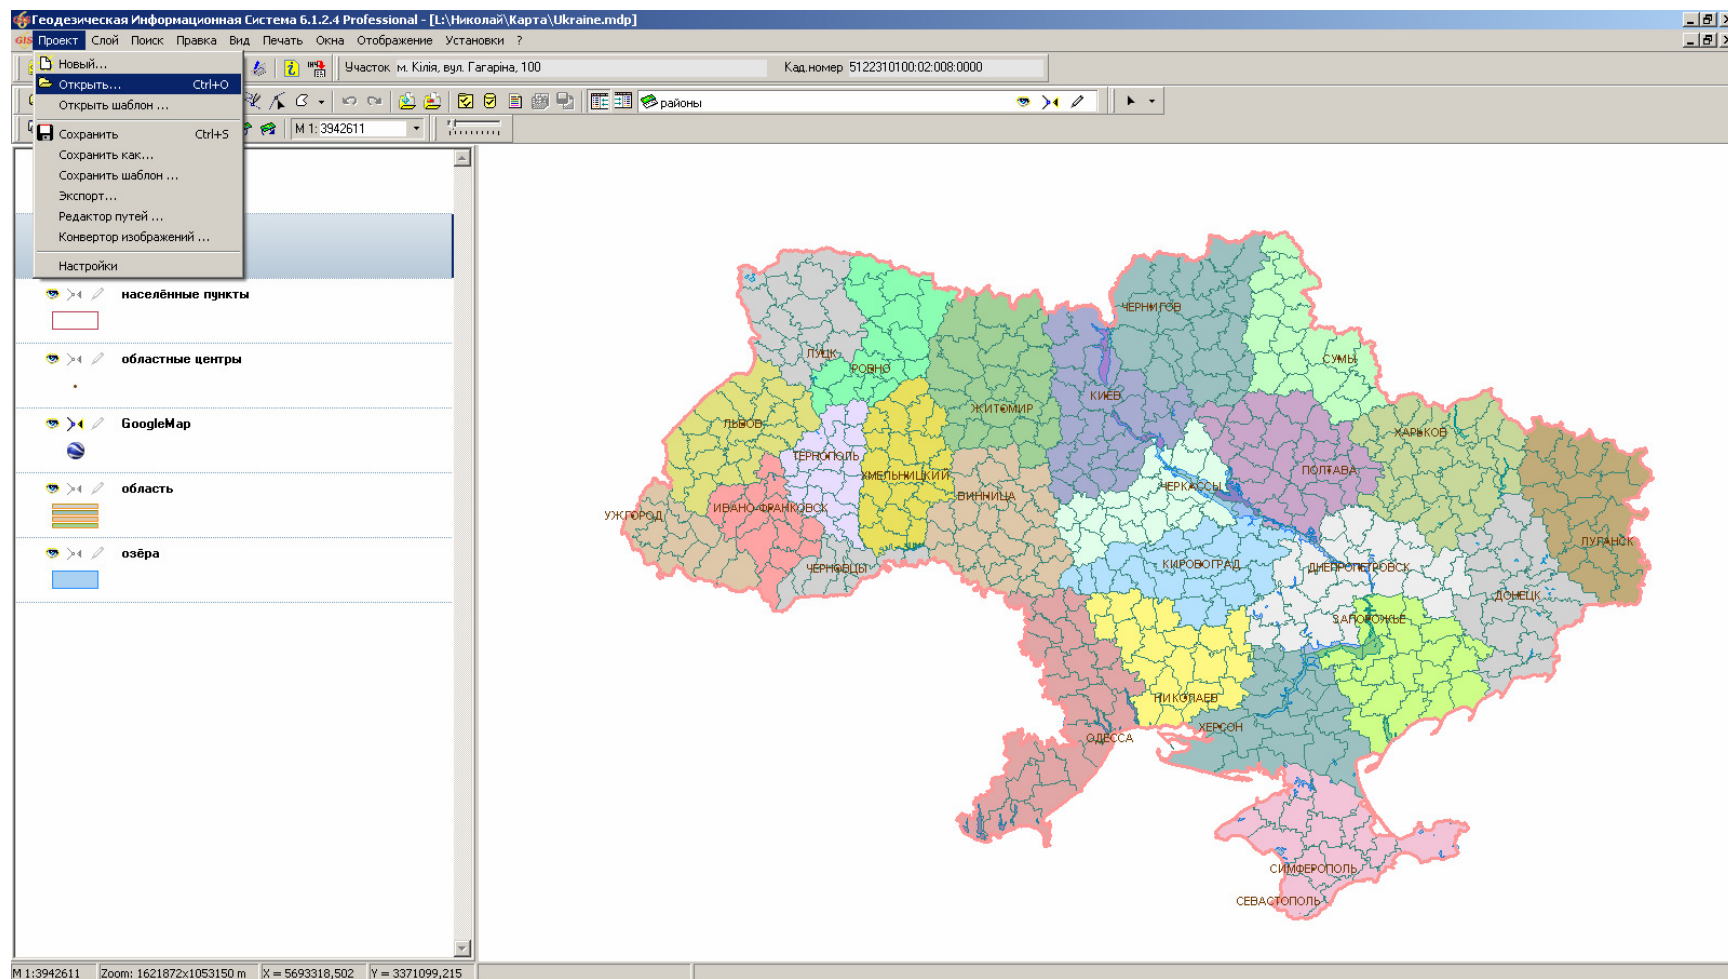 Геодезическая Информационная Система 6.1.2.4 Professional - [L:\Николай\Карта\Ukraine.mdp]
Проект Слой Поиск Правка Вид Печать Окна Отображение Установки ?
Новый...
Открыть... Ctrl+O
Открыть шаблон ...
Сохранить Ctrl+S
Сохранить как...
Сохранить шаблон ...
Экспорт...
Редактор путей ...
Конвертор изображений ...
Настройки
Участок м. Кілія, вул. Гагаріна, 100 Кад.номер 5122310100:02:008:0000
районы
M 1: 3942611
населённые пункты
областные центры
GoogleMap
область
озёра
ЧЕРНИГОВ
ЛУЦК
СУМЫ
РОВНО
КИЕВ
ЖИТОМИР
ЛЬВОВ
ХАРЬКОВ
ТЕРНОПОЛЬ
ПОЛТАВА
ХМЕЛЬНИЦКИЙ
ЧЕРКАССЫ
ВИННИЦА
ИВАНО-ФРАНКОВСК
УЖГОРОД
ЛУГАНСК
КИРОВОГРАД
ДНЕПРОПЕТРОВСК
ЧЕРНОВЦЫ
ДОНЕЦК
ЗАПОРОЖЬЕ
НИКОЛАЕВ
ХЕРСОН
ОДЕССА
СИМФЕРОПОЛЬ
СЕВАСТОПОЛЬ
M 1:3942611 Zoom: 1621872x1053150 m X = 5693318,502 Y = 3371099,215